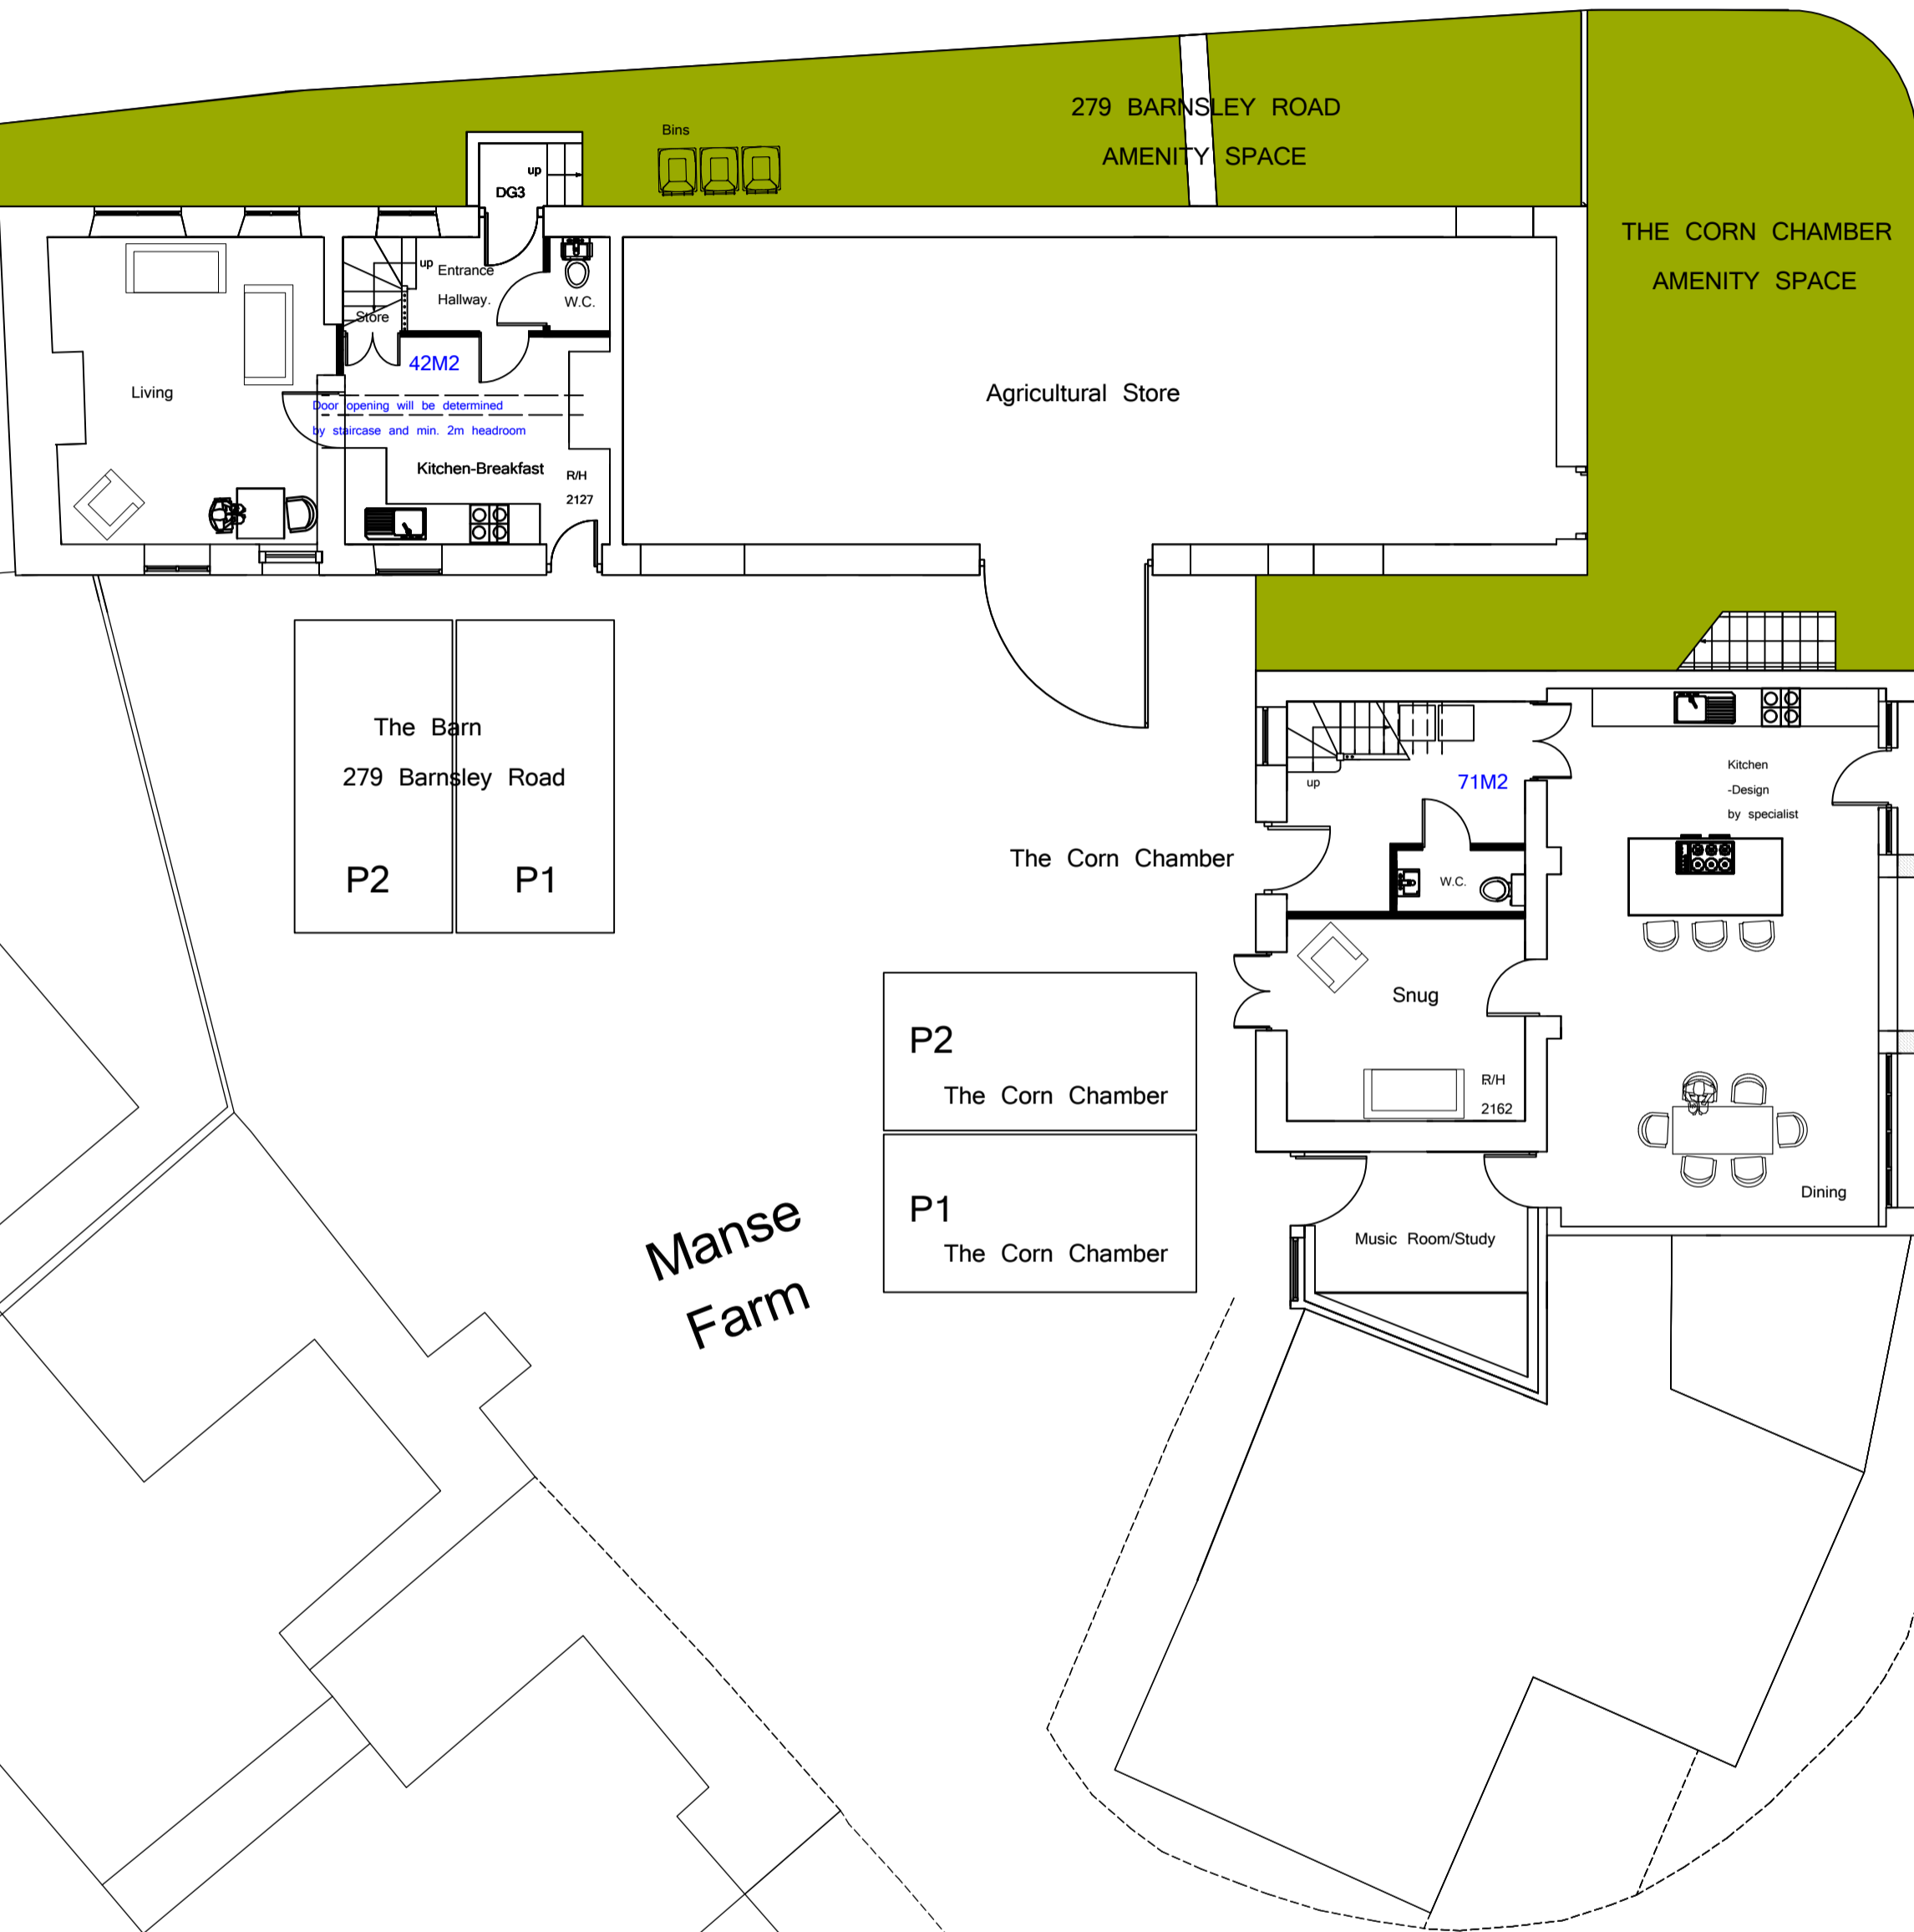 279 BARNSLEY ROAD
AMENITY SPACE
Bins
up
DG3
THE CORN CHAMBER
AMENITY SPACE
up
Entrance
Hallway.
W.C.
Store
42M2
Living
Door opening will be determined
by staircase and min. 2m headroom
Kitchen-Breakfast
R/H
2127
Agricultural Store
The Barn
279 Barnsley Road
P2
P1
up
71M2
Kitchen
-Design
by specialist
The Corn Chamber
W.C.
Snug
R/H
2162
P2
The Corn Chamber
P1
The Corn Chamber
Dining
Music Room/Study
Manse
Farm